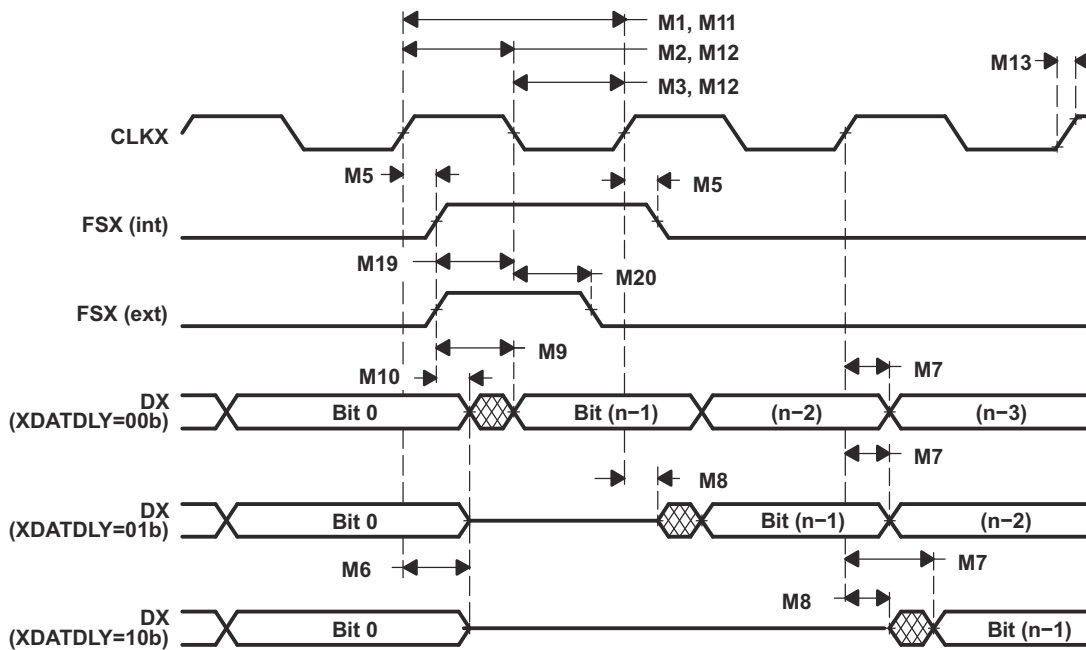 M1, M11
M2, M12
M13
M3, M12
CLKX
M5
M5
FSX (int)
M19
M20
FSX (ext)
M9
M10
M7
DX
(XDATDLY=00b)
Bit 0
Bit (n−1)
(n−2)
(n−3)
M7
M8
DX
(XDATDLY=01b)
Bit 0
Bit (n−1)
(n−2)
M6
M7
M8
DX
(XDATDLY=10b)
Bit 0
Bit (n−1)